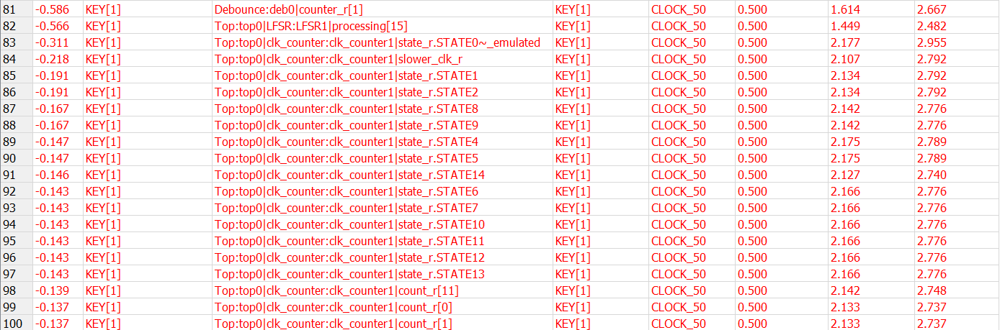 81 -0.586 KEY[1] Debounce:deb0|counter_r[1] KEY[1] CLOCK_50 0.500 1.614 2.667
82 -0.566 KEY[1] Top:top0|LFSR:LFSR1|processing[15] KEY[1] CLOCK_50 0.500 1.449 2.482
83 -0.311 KEY[1] Top:top0|clk_counter:clk_counter1|state_r.STATE0~_emulated KEY[1] CLOCK_50 0.500 2.177 2.955
84 -0.218 KEY[1] Top:top0|clk_counter:clk_counter1|slower_clk_r KEY[1] CLOCK_50 0.500 2.107 2.792
85 -0.191 KEY[1] Top:top0|clk_counter:clk_counter1|state_r.STATE1 KEY[1] CLOCK_50 0.500 2.134 2.792
86 -0.191 KEY[1] Top:top0|clk_counter:clk_counter1|state_r.STATE2 KEY[1] CLOCK_50 0.500 2.134 2.792
87 -0.167 KEY[1] Top:top0|clk_counter:clk_counter1|state_r.STATE8 KEY[1] CLOCK_50 0.500 2.142 2.776
88 -0.167 KEY[1] Top:top0|clk_counter:clk_counter1|state_r.STATE9 KEY[1] CLOCK_50 0.500 2.142 2.776
89 -0.147 KEY[1] Top:top0|clk_counter:clk_counter1|state_r.STATE4 KEY[1] CLOCK_50 0.500 2.175 2.789
90 -0.147 KEY[1] Top:top0|clk_counter:clk_counter1|state_r.STATE5 KEY[1] CLOCK_50 0.500 2.175 2.789
91 -0.146 KEY[1] Top:top0|clk_counter:clk_counter1|state_r.STATE14 KEY[1] CLOCK_50 0.500 2.127 2.740
92 -0.143 KEY[1] Top:top0|clk_counter:clk_counter1|state_r.STATE6 KEY[1] CLOCK_50 0.500 2.166 2.776
93 -0.143 KEY[1] Top:top0|clk_counter:clk_counter1|state_r.STATE7 KEY[1] CLOCK_50 0.500 2.166 2.776
94 -0.143 KEY[1] Top:top0|clk_counter:clk_counter1|state_r.STATE10 KEY[1] CLOCK_50 0.500 2.166 2.776
95 -0.143 KEY[1] Top:top0|clk_counter:clk_counter1|state_r.STATE11 KEY[1] CLOCK_50 0.500 2.166 2.776
96 -0.143 KEY[1] Top:top0|clk_counter:clk_counter1|state_r.STATE12 KEY[1] CLOCK_50 0.500 2.166 2.776
97 -0.143 KEY[1] Top:top0|clk_counter:clk_counter1|state_r.STATE13 KEY[1] CLOCK_50 0.500 2.166 2.776
98 -0.139 KEY[1] Top:top0|clk_counter:clk_counter1|count_r[11] KEY[1] CLOCK_50 0.500 2.142 2.748
99 -0.137 KEY[1] Top:top0|clk_counter:clk_counter1|count_r[0] KEY[1] CLOCK_50 0.500 2.133 2.737
100 -0.137 KEY[1] Top:top0|clk_counter:clk_counter1|count_r[1] KEY[1] CLOCK_50 0.500 2.133 2.737